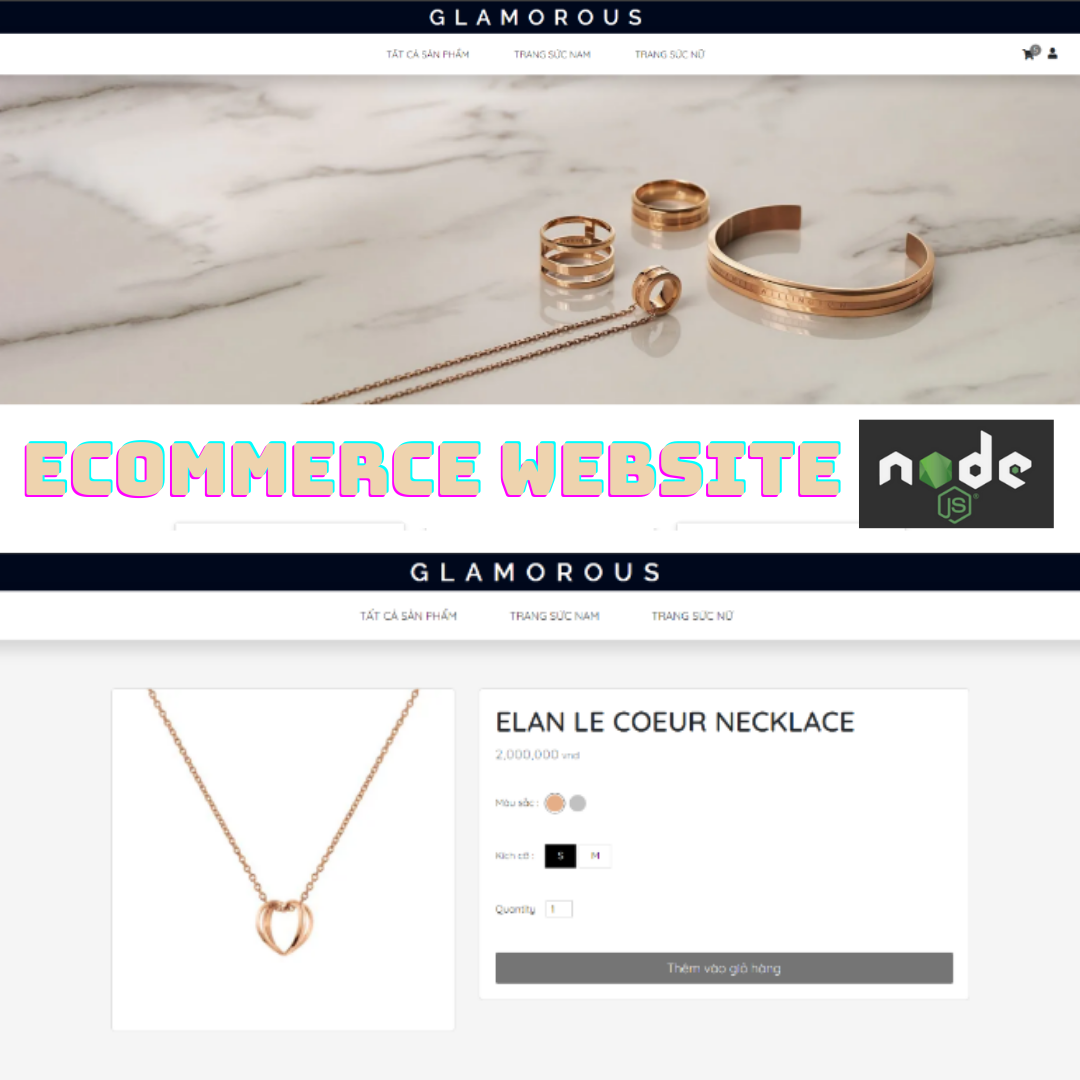 GLAMOROUS
TẤT CẢ SẢN PHẨM TRANG SỨC NAM TRANG SỨC NỮ
ECOMMERCE WEBSITE
node
JS
GLAMOROUS
TẤT CẢ SẢN PHẨM TRANG SỨC NAM TRANG SỨC NỮ
ELAN LE COEUR NECKLACE
2,000,000 vnd
Màu sắc :
Kích cỡ : S M
Quantity 1
Thêm vào giỏ hàng